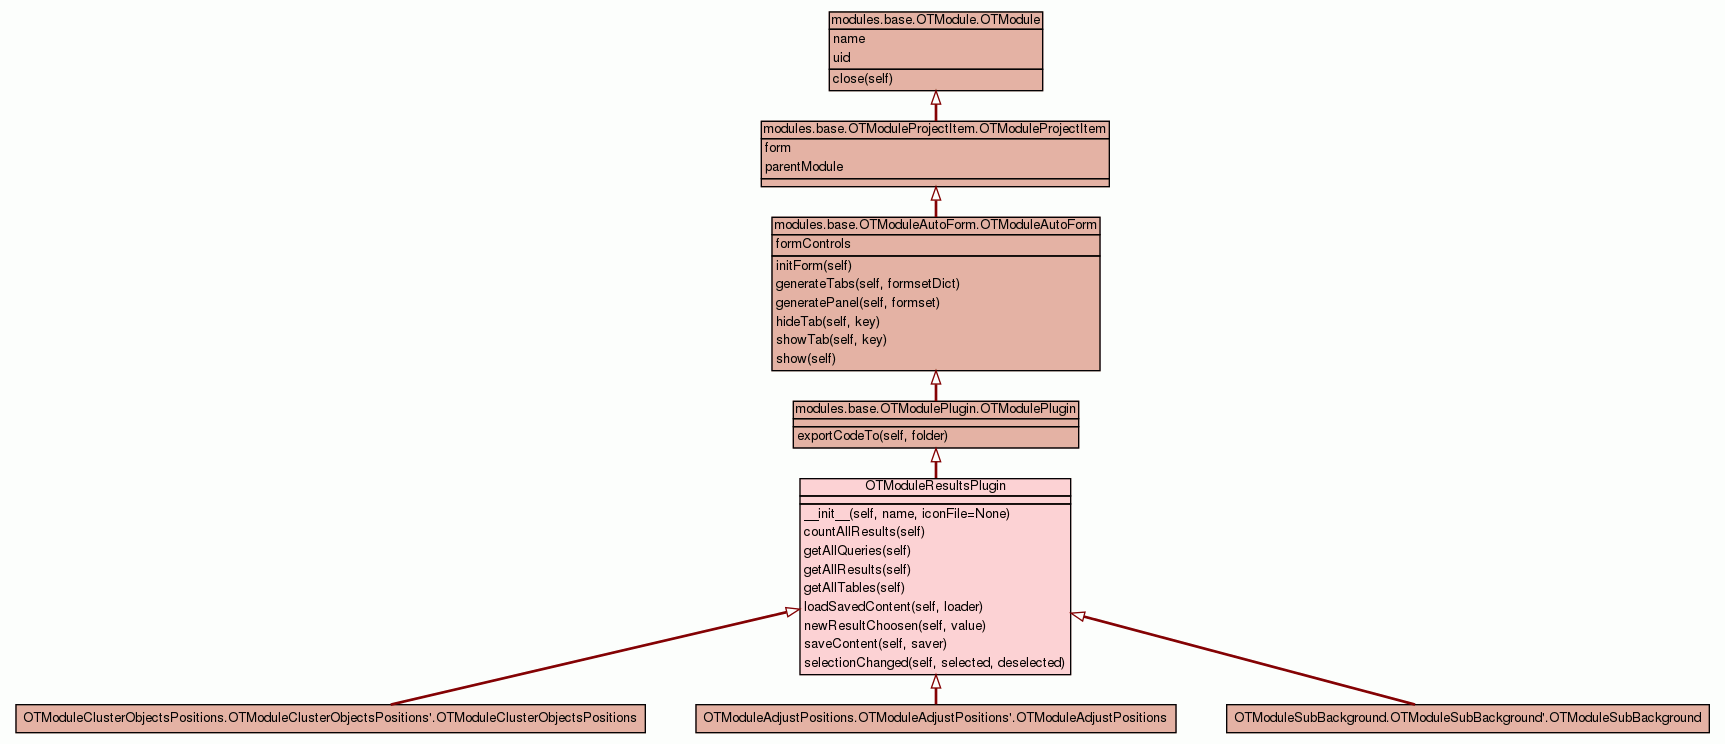 modules.base.OTModule.OTModule
name
uid
close(self)
modules.base.OTModuleProjectItem.OTModuleProjectItem
form
parentModule
modules.base.OTModuleAutoForm.OTModuleAutoForm
formControls
initForm(self)
generateTabs(self, formsetDict)
generatePanel(self, formset)
hideTab(self, key)
showTab(self, key)
show(self)
modules.base.OTModulePlugin.OTModulePlugin
exportCodeTo(self, folder)
OTModuleResultsPlugin
__init__(self, name, iconFile=None)
countAllResults(self)
getAllQueries(self)
getAllResults(self)
getAllTables(self)
loadSavedContent(self, loader)
newResultChoosen(self, value)
saveContent(self, saver)
selectionChanged(self, selected, deselected)
OTModuleClusterObjectsPositions.OTModuleClusterObjectsPositions'.OTModuleClusterObjectsPositions
OTModuleAdjustPositions.OTModuleAdjustPositions'.OTModuleAdjustPositions
OTModuleSubBackground.OTModuleSubBackground'.OTModuleSubBackground